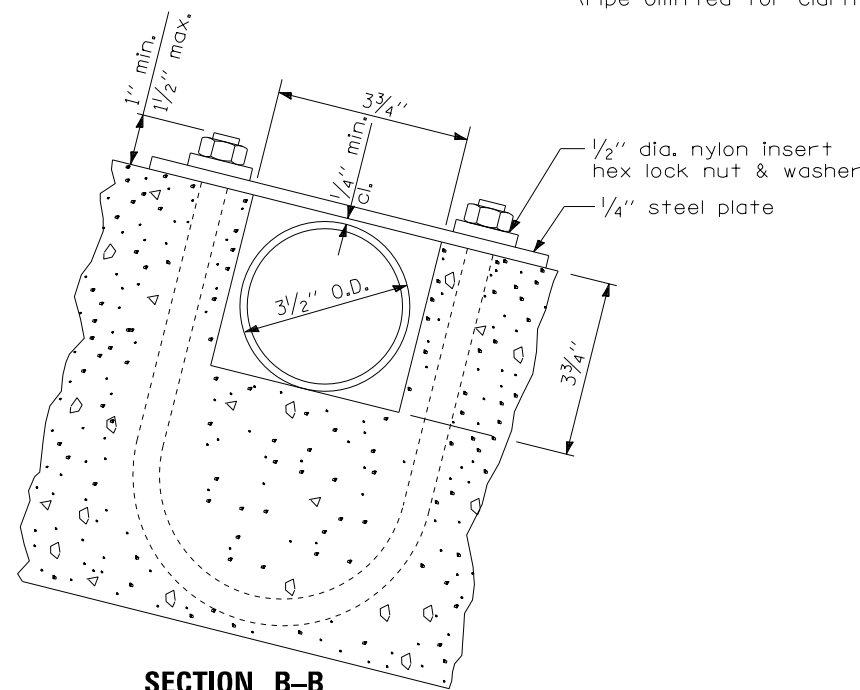 1" min.
1½" max.
3¾"
¼" min.
cl.
½" dia. nylon insert
hex lock nut & washer
¼" steel plate
3½" O.D.
3¾"
SECTION B–B